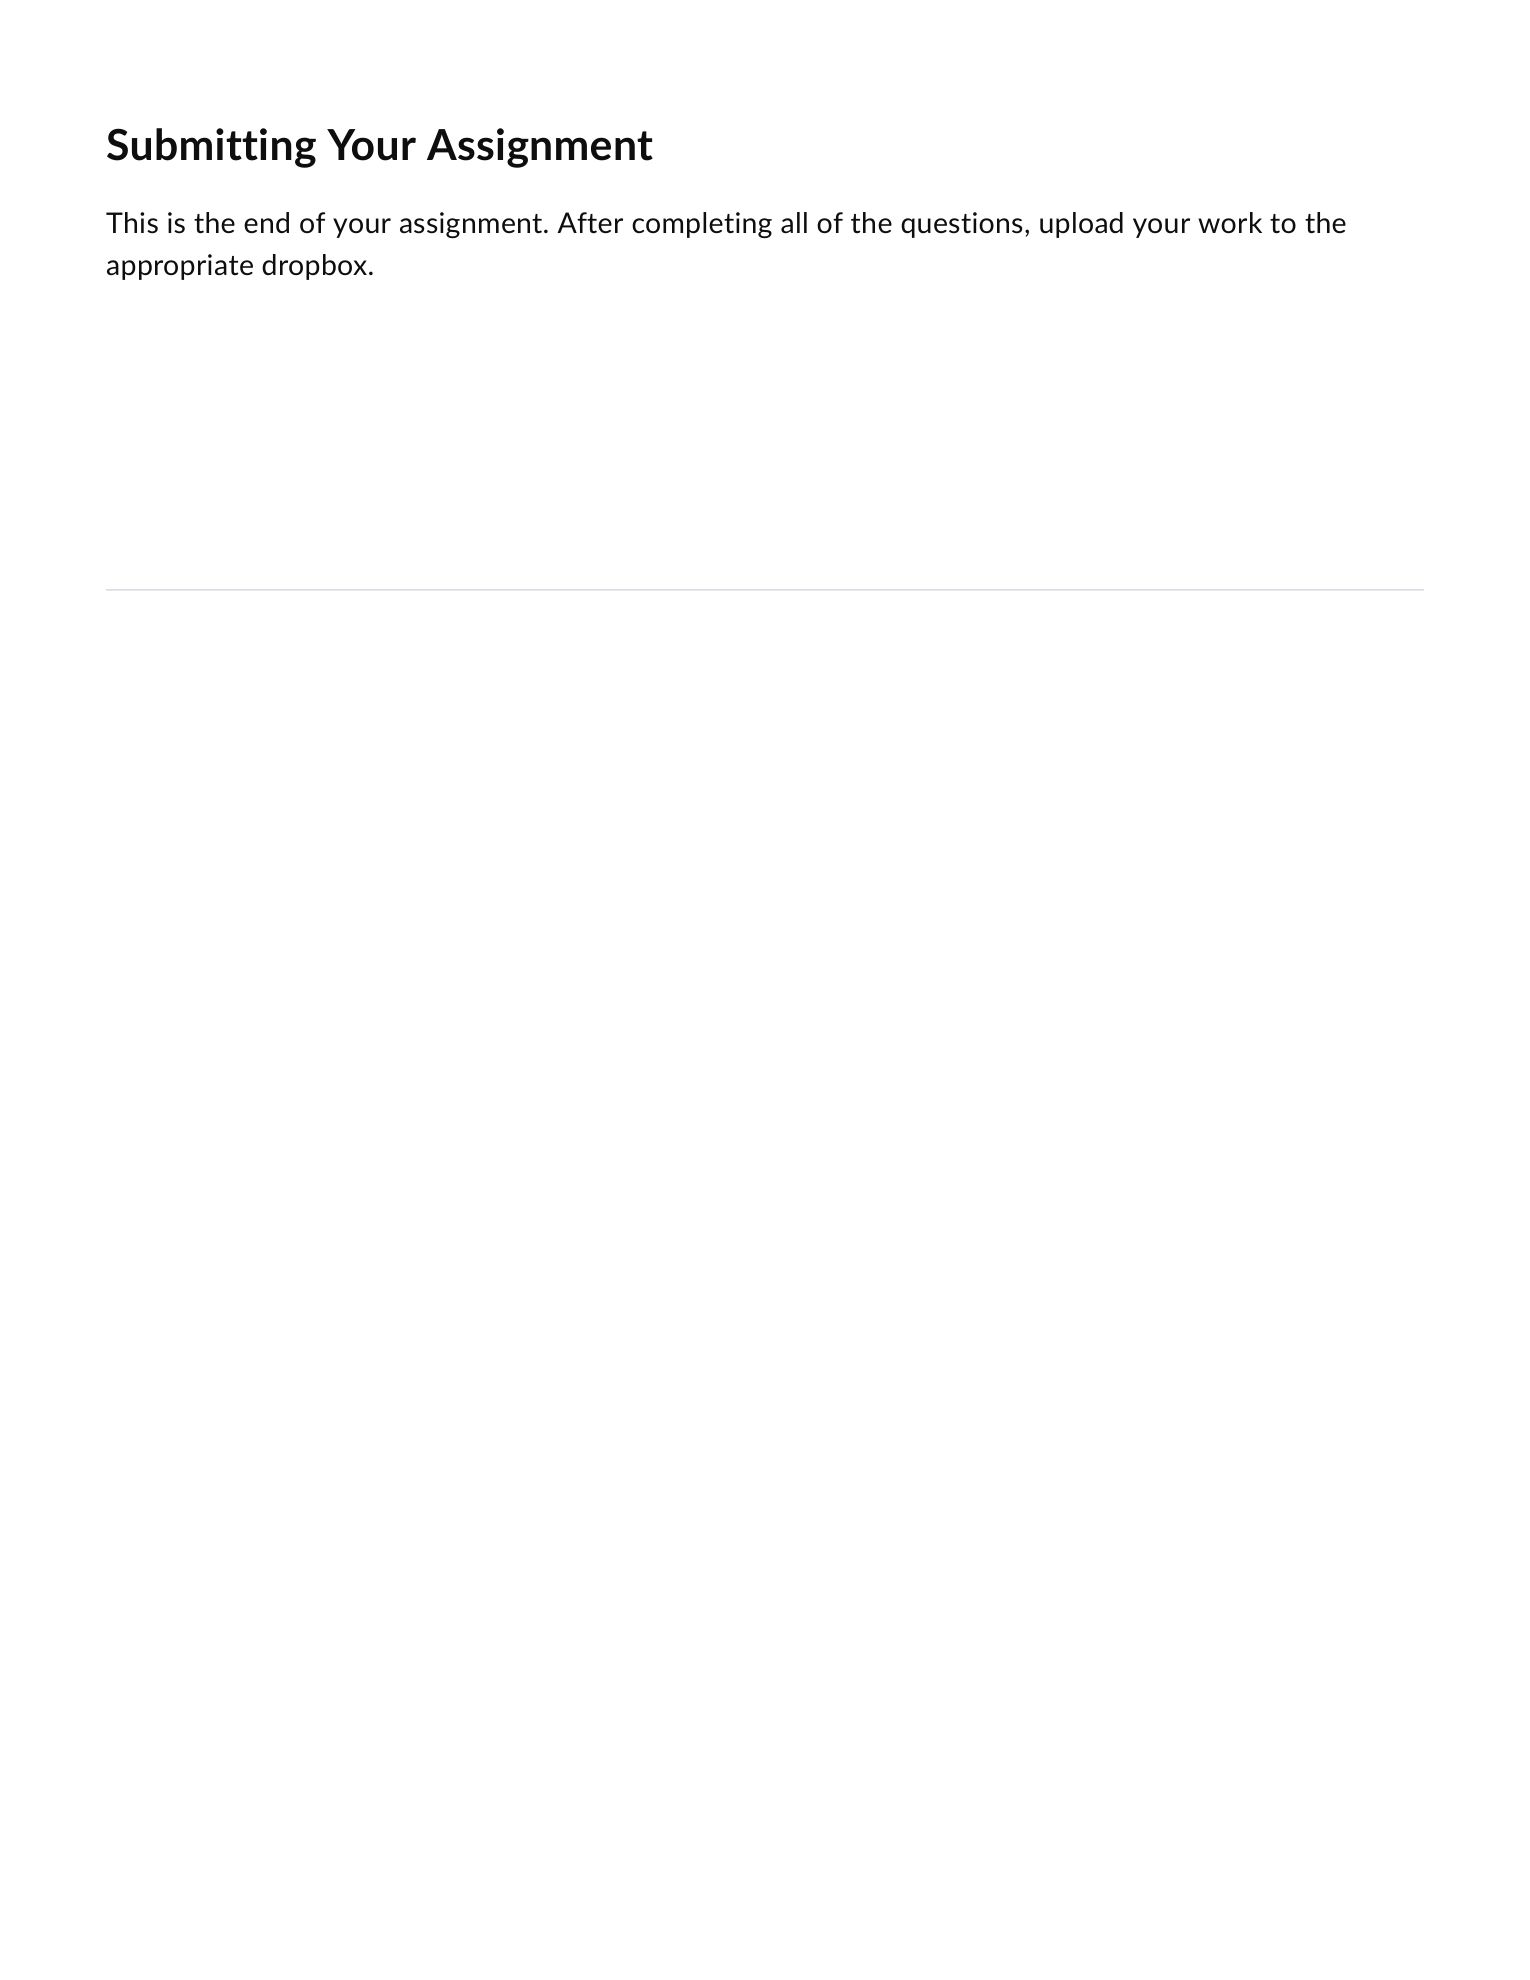 Submitting Your Assignment
This is the end of your assignment. After completing all of the questions, upload your work to the
appropriate dropbox.